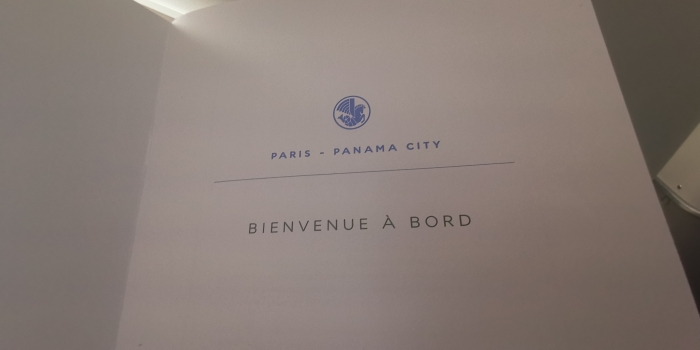 PARIS - PANAMA CITY
BIENVENUE À BORD